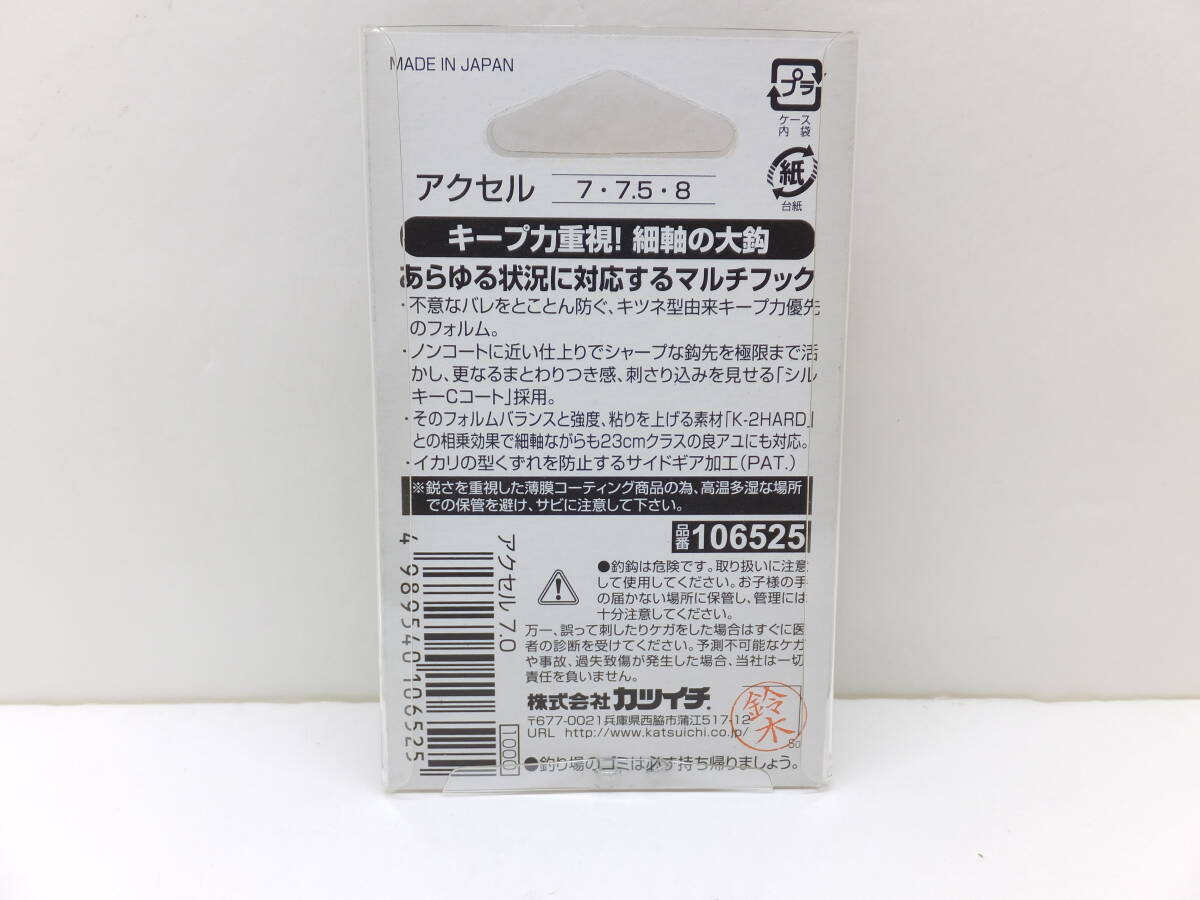 MADE IN JAPAN
プラ
ケース
内 袋
紙
台紙
アクセル 7・7.5・8
キープ力重視! 細軸の大鈎
あらゆる状況に対応するマルチフック
・不意なバレをとことん防ぐ、キツネ型由来キープ力優先
のフォルム。
・ノンコートに近い仕上りでシャープな鈎先を極限まで活
かし、更なるまとわりつき感、刺さり込みを見せる「シル
キーCコート」採用。
・そのフォルムバランスと強度、粘りを上げる素材「K-2HARD」
との相乗効果で細軸ながらも23cmクラスの良アユにも対応。
・イカリの型くずれを防止するサイドギア加工(PAT.)
※鋭さを重視した薄膜コーティング商品の為、高温多湿な場所
での保管を避け、サビに注意して下さい。
品番 106525
アクセル 7.0
4 989540 106525
1000
●釣鈎は危険です。取り扱いに注意
して使用してください。お子様の手
の届かない場所に保管し、管理には
十分注意してください。
万一、誤って刺したりケガをした場合はすぐに医
者の診断を受けてください。予測不可能なケガ
や事故、過失致傷が発生した場合、当社は一切
責任を負いません。
株式会社 カツイチ
〒677-0021兵庫県西脇市蒲江517-12
URL http://www.katsuichi.co.jp/
鈴木
●釣り場のゴミは必ず持ち帰りましょう。